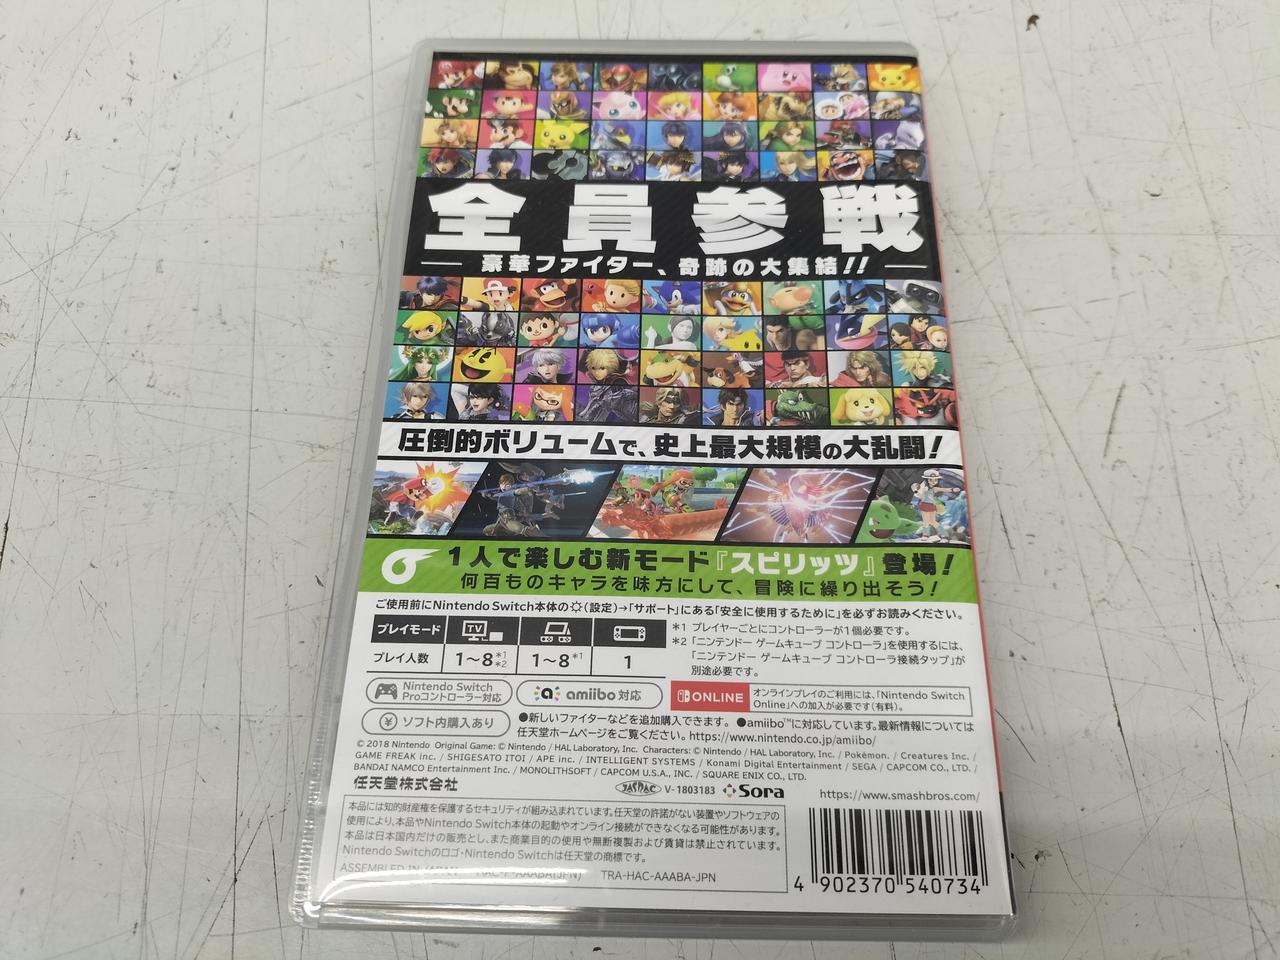 全員参戦
豪華ファイター、奇跡の大集結!!
圧倒的ボリュームで、史上最大規模の大乱闘!
1人で楽しむ新モード『スピリッツ』登場!
何百ものキャラを味方にして、冒険に繰り出そう!
ご使用前にNintendo Switch本体の(設定)→「サポート」にある「安全に使用するために」を必ずお読みください。
プレイモード TV
プレイ人数 1~8 *1 *2 1~8 *1 1
*1 プレイヤーごとにコントローラーが1個必要です。
*2「ニンテンドー ゲームキューブ コントローラ」を使用するには、
「ニンテンドー ゲームキューブ コントローラ接続タップ」が
別途必要です。
Nintendo Switch
Proコントローラー対応
amiibo 対応
ONLINE
オンラインプレイのご利用には、「Nintendo Switch
Online」への加入が必要です(有料)。
ソフト内購入あり
●新しいファイターなどを追加購入できます。 ●amiibo™に対応しています。最新情報については
任天堂ホームページをご覧ください。https://www.nintendo.co.jp/amiibo/
© 2018 Nintendo Original Game: © Nintendo / HAL Laboratory, Inc. Characters: © Nintendo / HAL Laboratory, Inc. / Pokémon. / Creatures Inc. /
GAME FREAK inc. / SHIGESATO ITOI / APE inc. / INTELLIGENT SYSTEMS / Konami Digital Entertainment / SEGA / CAPCOM CO., LTD. /
BANDAI NAMCO Entertainment Inc. / MONOLITHSOFT / CAPCOM U.S.A., INC. / SQUARE ENIX CO., LTD.
任天堂株式会社
JASRAC V-1803183 Sora
https://www.smashbros.com/
本品には知的財産権を保護するセキュリティが組み込まれています。任天堂の許諾がない装置やソフトウェアの
使用により、本品やNintendo Switch本体の起動やオンライン接続ができなくなる可能性があります。
本品は日本国内だけの販売とし、また商業目的の使用や無断複製および賃貸は禁止されています。
Nintendo Switchのロゴ・Nintendo Switchは任天堂の商標です。
ASSEMBLED IN JAPAN HAC-P-AAABA(JPN) TRA-HAC-AAABA-JPN
4 902370 540734